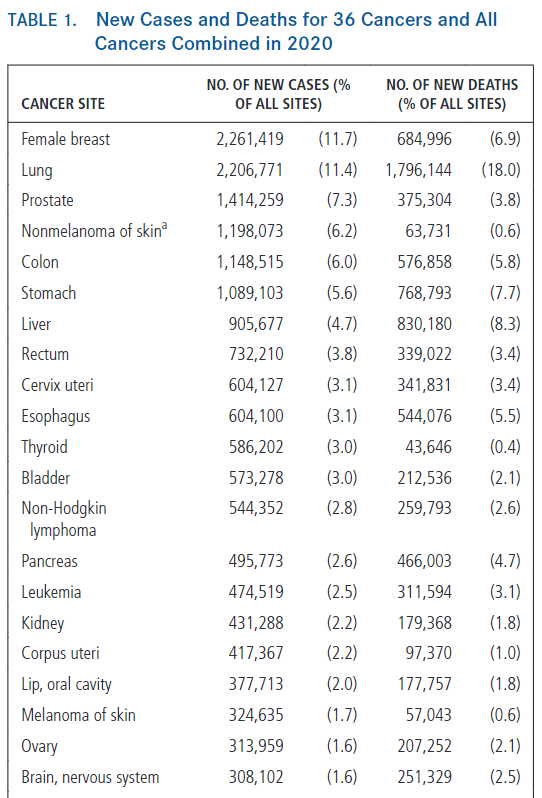 TABLE 1. New Cases and Deaths for 36 Cancers and All
Cancers Combined in 2020
CANCER SITE NO. OF NEW CASES (% OF ALL SITES) NO. OF NEW DEATHS (% OF ALL SITES)
Female breast 2,261,419 (11.7) 684,996 (6.9)
Lung 2,206,771 (11.4) 1,796,144 (18.0)
Prostate 1,414,259 (7.3) 375,304 (3.8)
Nonmelanoma of skinᵃ 1,198,073 (6.2) 63,731 (0.6)
Colon 1,148,515 (6.0) 576,858 (5.8)
Stomach 1,089,103 (5.6) 768,793 (7.7)
Liver 905,677 (4.7) 830,180 (8.3)
Rectum 732,210 (3.8) 339,022 (3.4)
Cervix uteri 604,127 (3.1) 341,831 (3.4)
Esophagus 604,100 (3.1) 544,076 (5.5)
Thyroid 586,202 (3.0) 43,646 (0.4)
Bladder 573,278 (3.0) 212,536 (2.1)
Non-Hodgkin 544,352 (2.8) 259,793 (2.6)
lymphoma
Pancreas 495,773 (2.6) 466,003 (4.7)
Leukemia 474,519 (2.5) 311,594 (3.1)
Kidney 431,288 (2.2) 179,368 (1.8)
Corpus uteri 417,367 (2.2) 97,370 (1.0)
Lip, oral cavity 377,713 (2.0) 177,757 (1.8)
Melanoma of skin 324,635 (1.7) 57,043 (0.6)
Ovary 313,959 (1.6) 207,252 (2.1)
Brain, nervous system 308,102 (1.6) 251,329 (2.5)